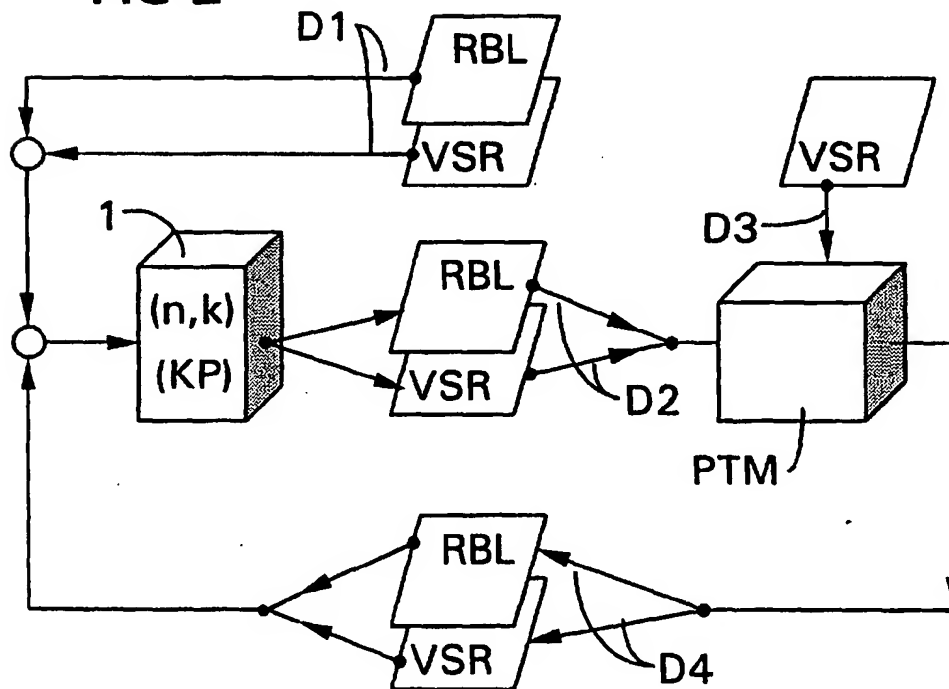 D1
RBL
VSR
VSR
D3
1
(n,k)
(KP)
RBL
VSR
D2
PTM
RBL
VSR
D4